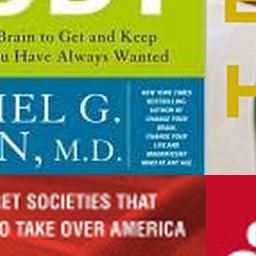 Brain to Get and Keep
u Have Always Wanted
IEL G.
N, M.D.
NEW YORK TIMES
BESTSELLING
AUTHOR OF
CHANGE YOUR
BRAIN,
CHANGE YOUR
LIFE AND
MAGNIFICENT
MIND AT ANY AGE
RET SOCIETIES THAT
O TAKE OVER AMERICA
H